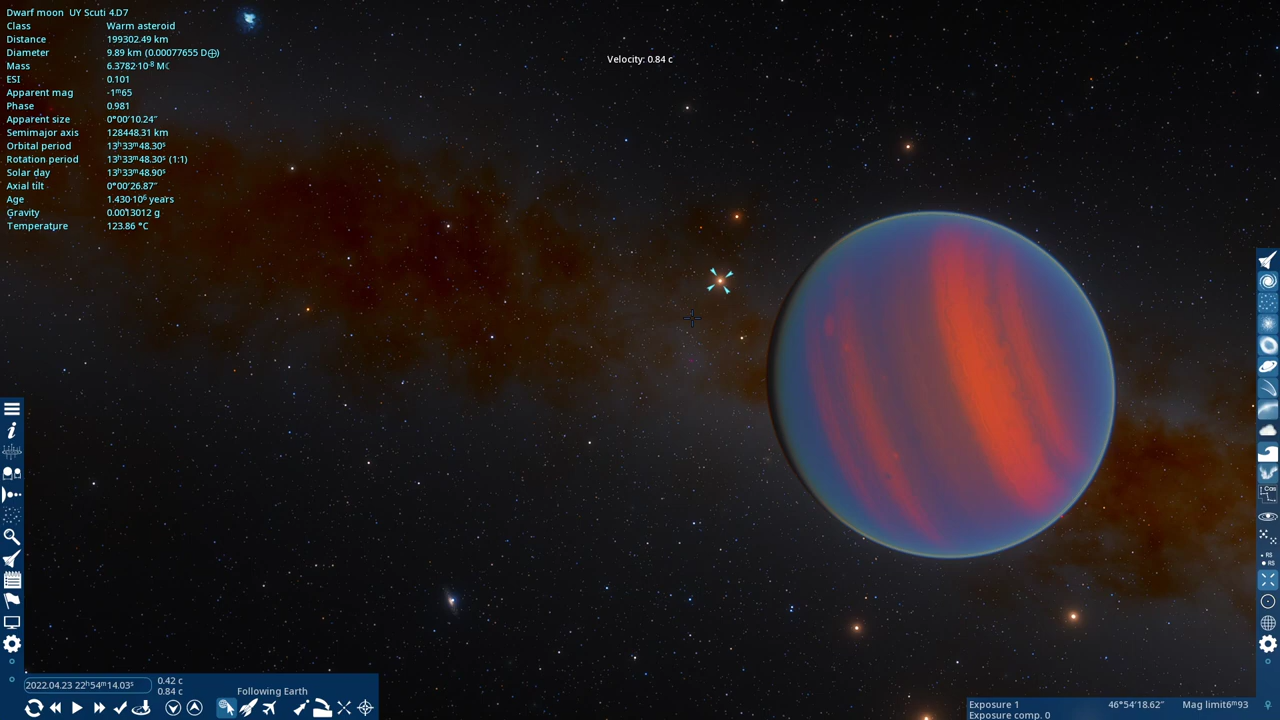 Dwarf moon UY Scuti 4.D7
Class Warm asteroid
Distance 199302.49 km
Diameter 9.89 km (0.00077655 D⊕)
Mass 6.3782·10⁻⁸ M☾
ESI 0.101
Apparent mag -1ᵐ65
Phase 0.981
Apparent size 0°00′10.24″
Semimajor axis 128448.31 km
Orbital period 13ʰ33ᵐ48.30ˢ
Rotation period 13ʰ33ᵐ48.30ˢ (1:1)
Solar day 13ʰ33ᵐ48.90ˢ
Axial tilt 0°00′26.87″
Age 1.430·10⁶ years
Gravity 0.0013012 g
Temperature 123.86 °C
Velocity: 0.84 c
Con
RS
RS
2022.04.23 22ʰ54ᵐ14.03ˢ
0.42 c
0.84 c
Following Earth
Exposure 1 46°54′18.62″ Mag limit 6ᵐ93
Exposure comp. 0